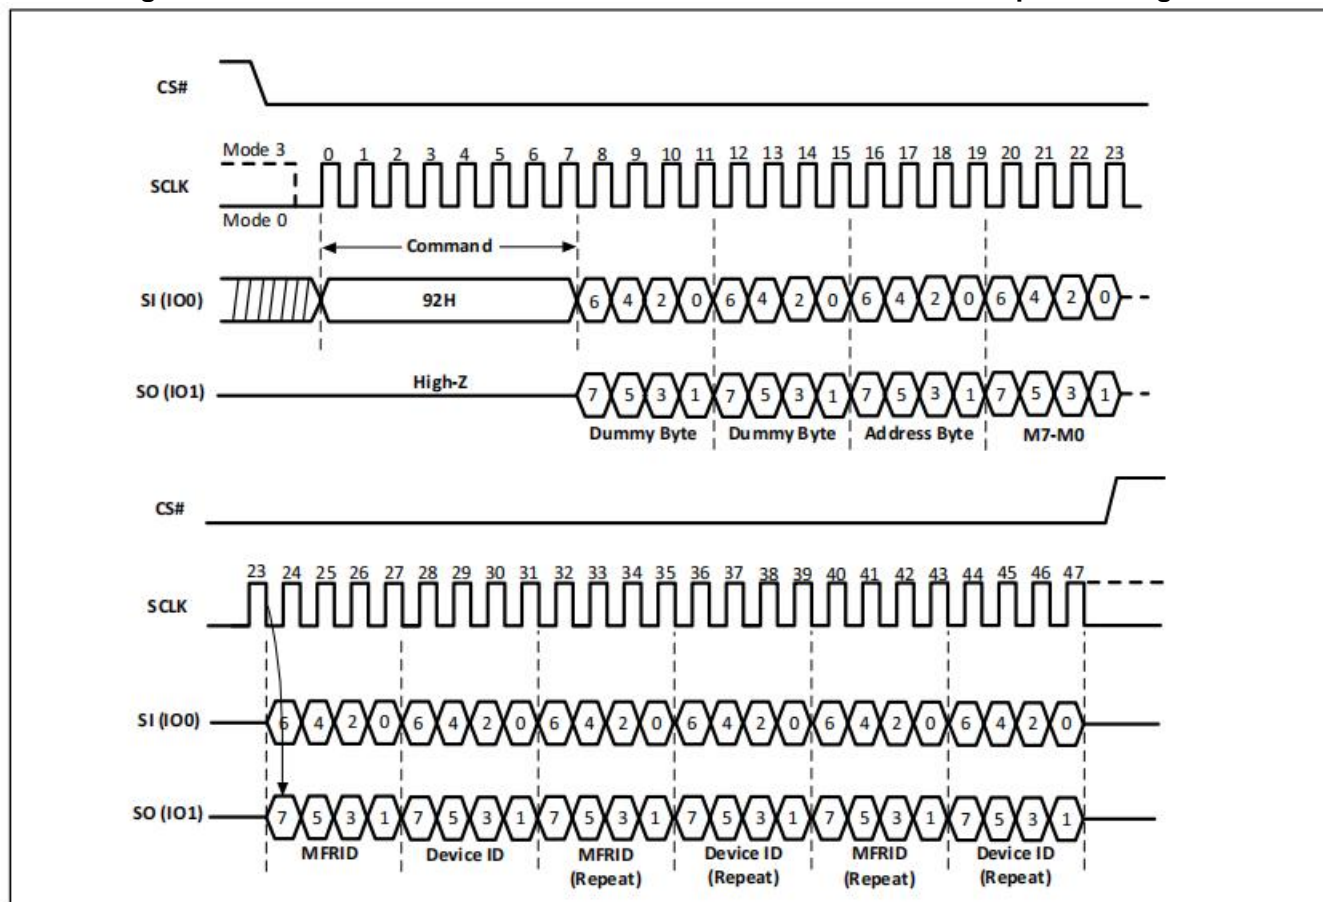 CS#
Mode 3
0 1 2 3 4 5 6 7 8 9 10 11 12 13 14 15 16 17 18 19 20 21 22 23
SCLK
Mode 0
Command
SI (IO0)
92H
6 4 2 0 6 4 2 0 6 4 2 0 6 4 2 0
High-Z
SO (IO1)
7 5 3 1 7 5 3 1 7 5 3 1 7 5 3 1
Dummy Byte Dummy Byte Address Byte M7-M0
CS#
23 24 25 26 27 28 29 30 31 32 33 34 35 36 37 38 39 40 41 42 43 44 45 46 47
SCLK
SI (IO0)
6 4 2 0 6 4 2 0 6 4 2 0 6 4 2 0 6 4 2 0 6 4 2 0
SO (IO1)
7 5 3 1 7 5 3 1 7 5 3 1 7 5 3 1 7 5 3 1 7 5 3 1
MFRID Device ID MFRID Device ID MFRID Device ID
(Repeat) (Repeat) (Repeat) (Repeat)